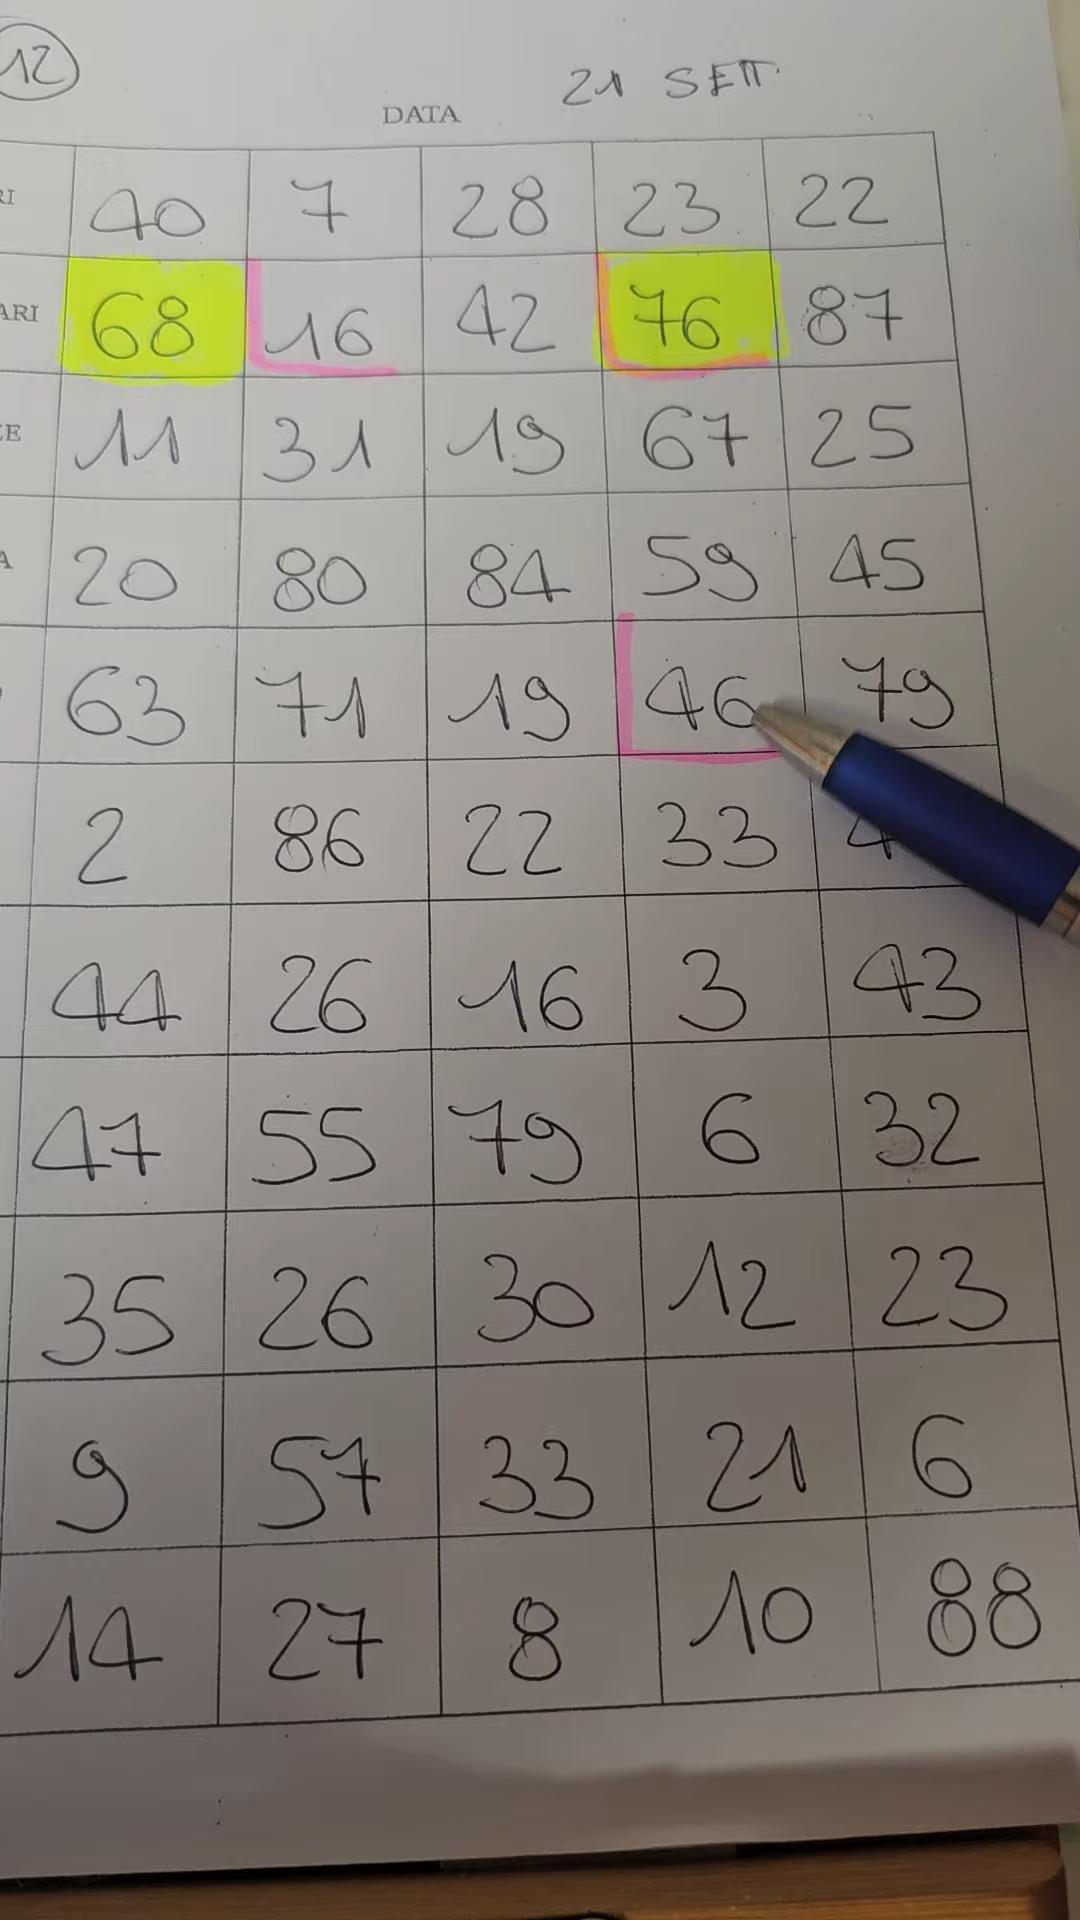 12
DATA 21 SETT.
RI 40 7 28 23 22
ARI 68 16 42 76 87
ZE 11 31 19 67 25
A 20 80 84 59 45
63 71 19 46 79
2 86 22 33 4
44 26 16 3 43
47 55 79 6 32
35 26 30 12 23
9 57 33 21 6
14 27 8 10 88